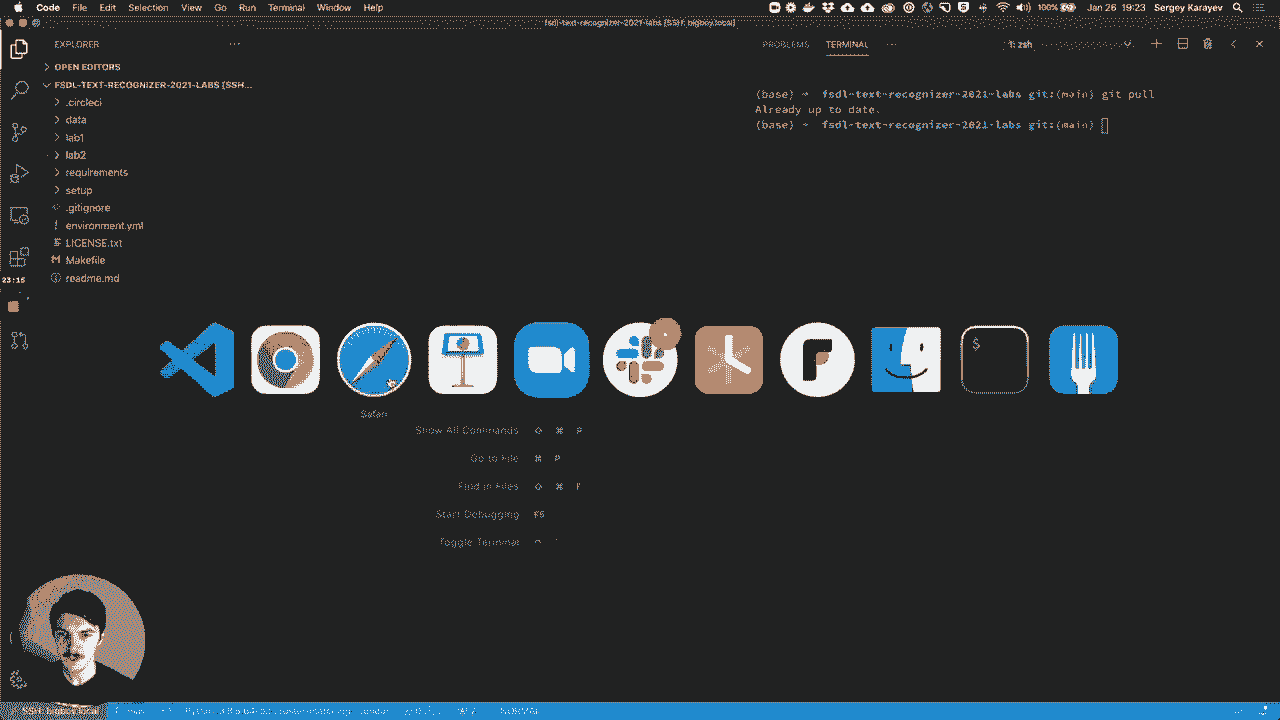 Code File Edit Selection View Go Run Terminal Window Help 100% Jan 26 19:23 Sergey Karayev
fsdl-text-recognizer-2021-labs [SSH: bigboy.local]
EXPLORER ···
OPEN EDITORS
FSDL-TEXT-RECOGNIZER-2021-LABS [SSH...
.circleci
data
lab1
lab2
requirements
setup
.gitignore
environment.yml
LICENSE.txt
Makefile
readme.md
23:15
PROBLEMS TERMINAL ··· 1: zsh
(base) → fsdl-text-recognizer-2021-labs git:(main) git pull
Already up to date.
(base) → fsdl-text-recognizer-2021-labs git:(main)
$
Safari
Show All Commands ⇧ ⌘ P
Go to File ⌘ P
Find in Files ⇧ ⌘ F
Start Debugging F5
Toggle Terminal ⌃ `